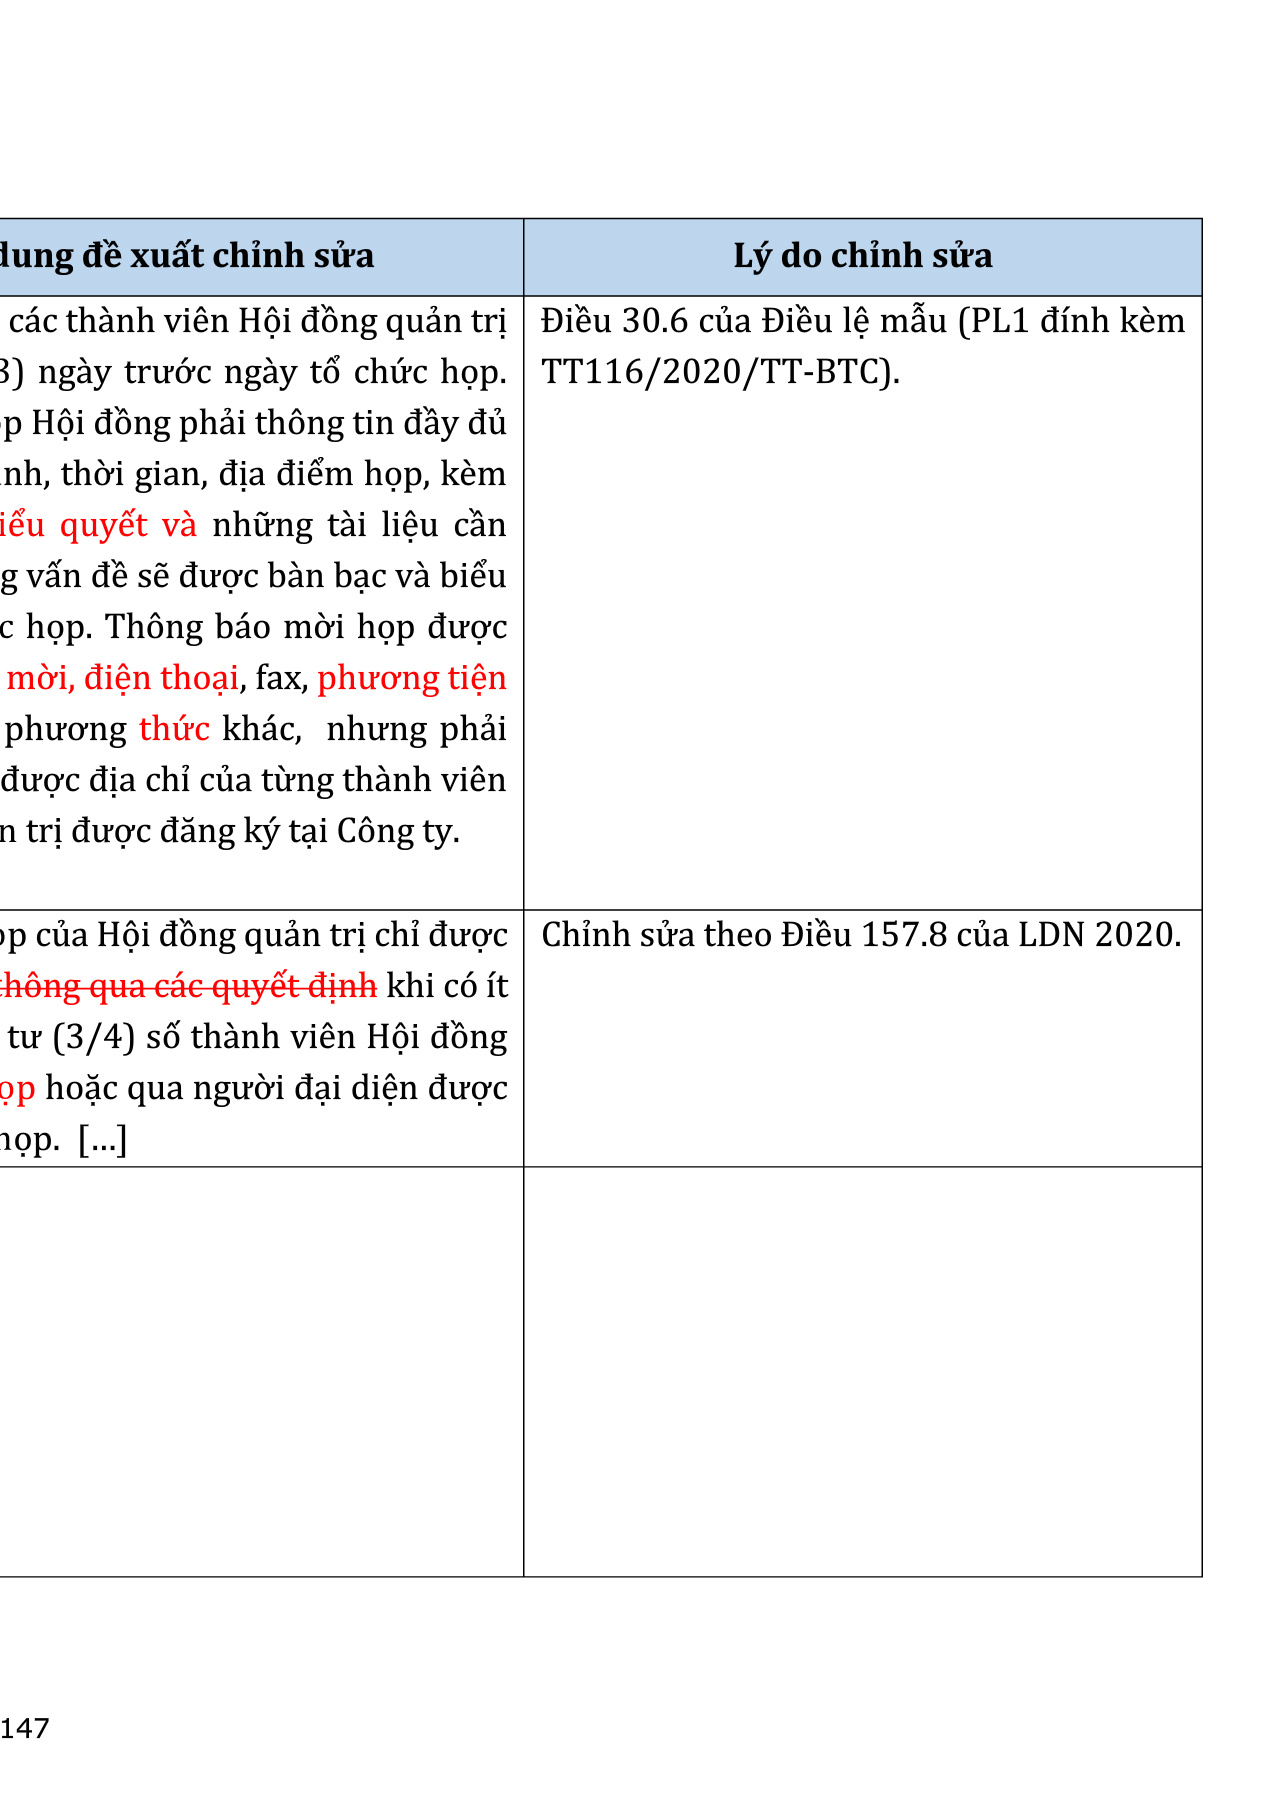 dung đề xuất chỉnh sửa
Lý do chỉnh sửa
các thành viên Hội đồng quản trị
3) ngày trước ngày tổ chức họp.
Hội đồng phải thông tin đầy đủ
thời gian, địa điểm họp, kèm
quyết và những tài liệu cần
vấn đề sẽ được bàn bạc và biểu
họp. Thông báo mời họp được
mời, điện thoại, fax, phương tiện
phương thức khác, nhưng phải
được địa chỉ của từng thành viên
trị được đăng ký tại Công ty.
Điều 30.6 của Điều lệ mẫu (PL1 đính kèm
TT116/2020/TT-BTC).
của Hội đồng quản trị chỉ được
thông qua các quyết định khi có ít
tư (3/4) số thành viên Hội đồng
hoặc qua người đại diện được
họp. […]
Chỉnh sửa theo Điều 157.8 của LDN 2020.
147